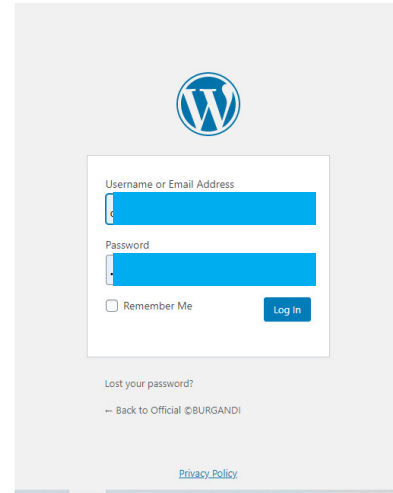 Username or Email Address
Password
Remember Me
Log In
Lost your password?
← Back to Official ©BURGANDI
Privacy Policy